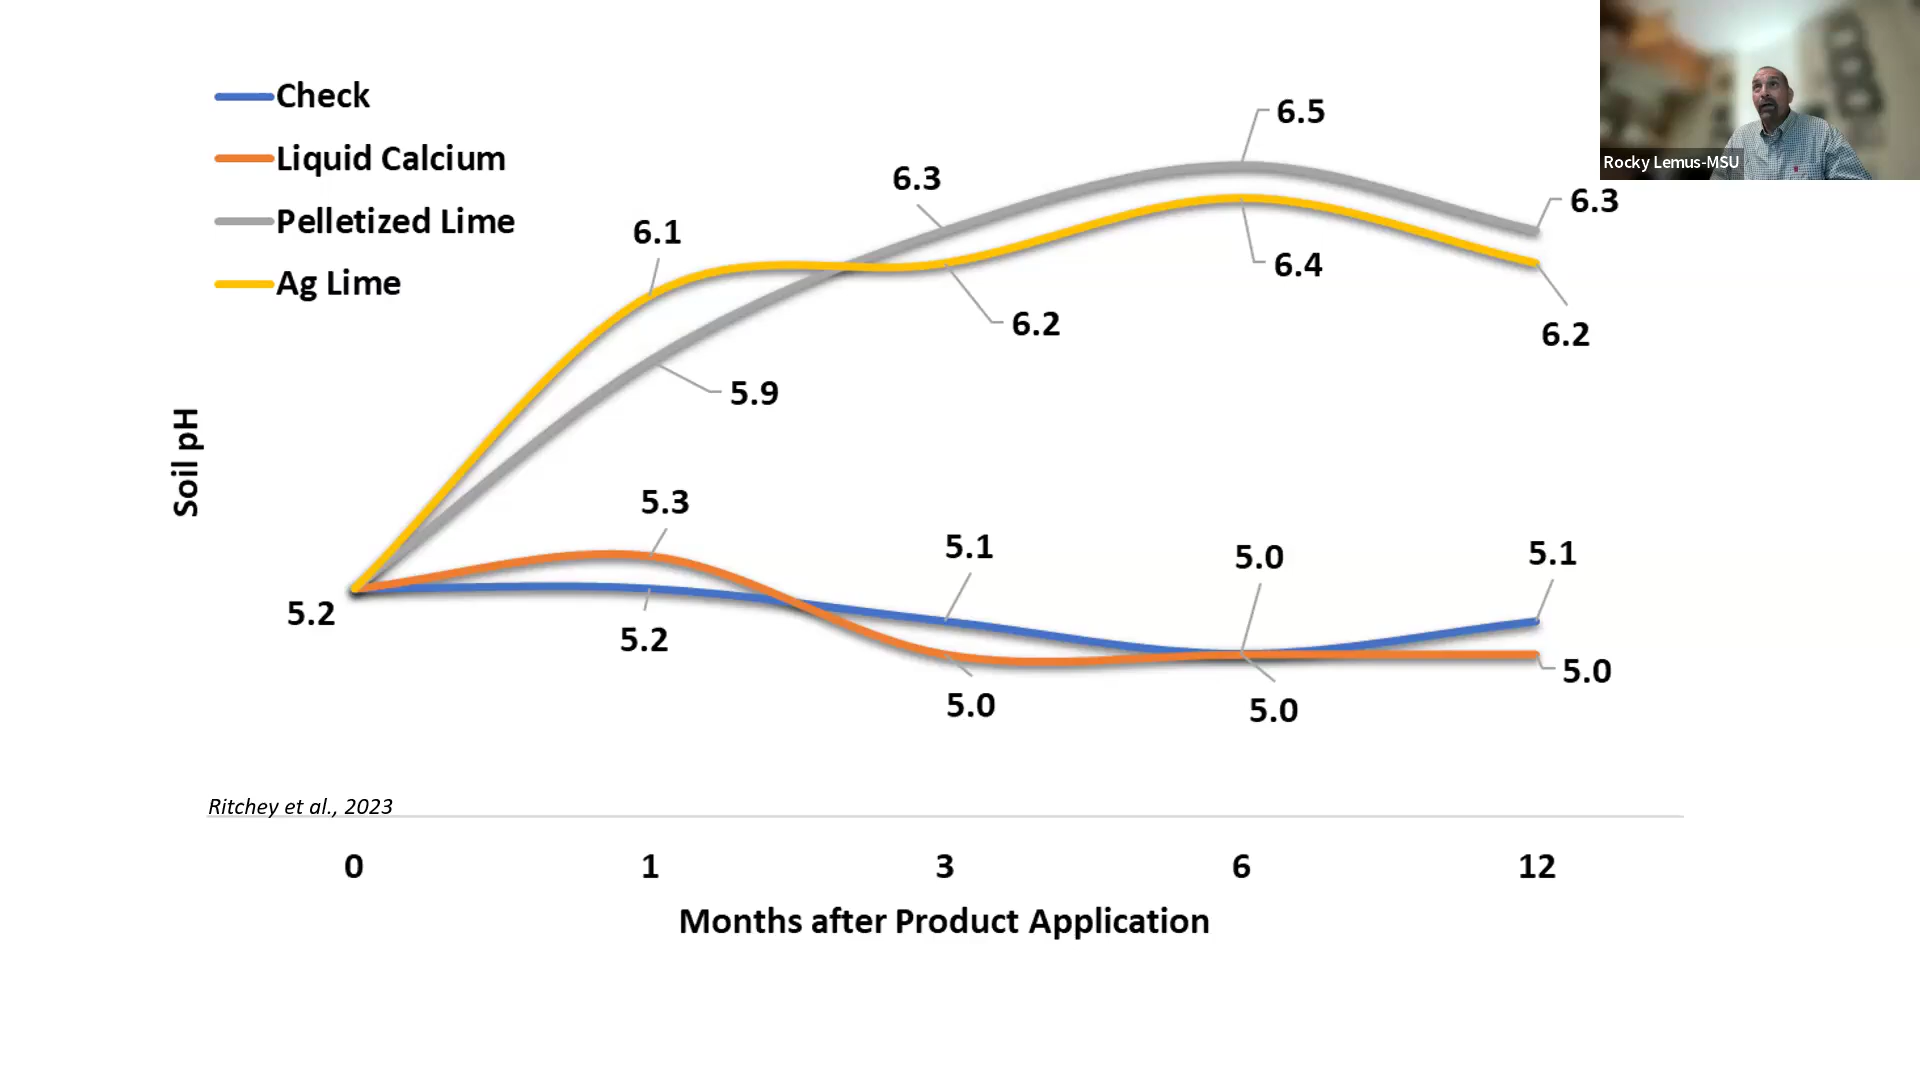 Check
Liquid Calcium
Pelletized Lime
Ag Lime
Rocky Lemus-MSU
6.5
6.3
6.3
6.1
6.4
6.2
6.2
5.9
Soil pH
5.3
5.1
5.0
5.1
5.2
5.2
5.0
5.0
5.0
Ritchey et al., 2023
0 1 3 6 12
Months after Product Application